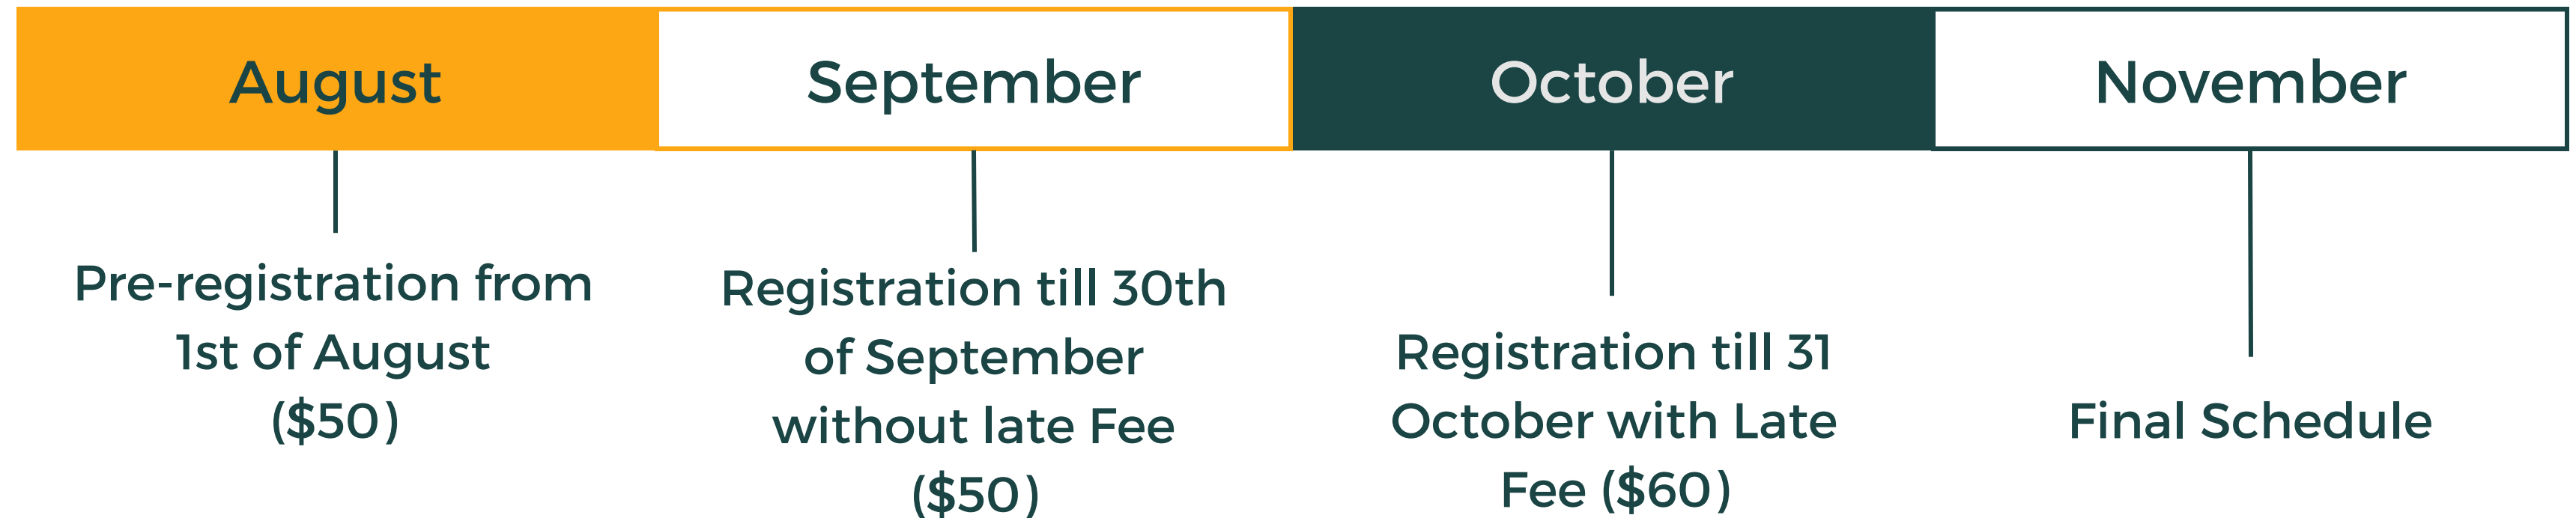 August
September
October
November
Pre-registration from
1st of August
($50)
Registration till 30th
of September
without late Fee
($50)
Registration till 31
October with Late
Fee ($60)
Final Schedule